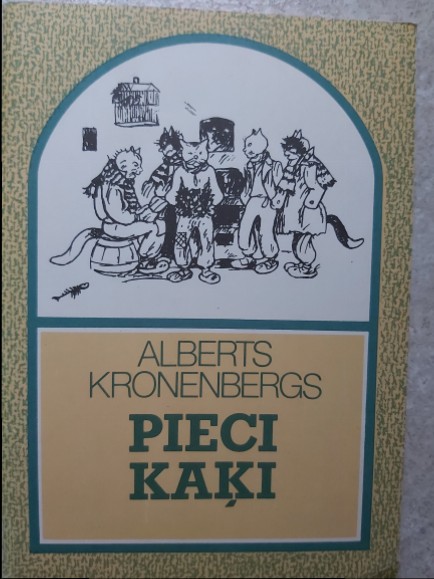 ALBERTS
KRONENBERGS
PIECI
KAĶI